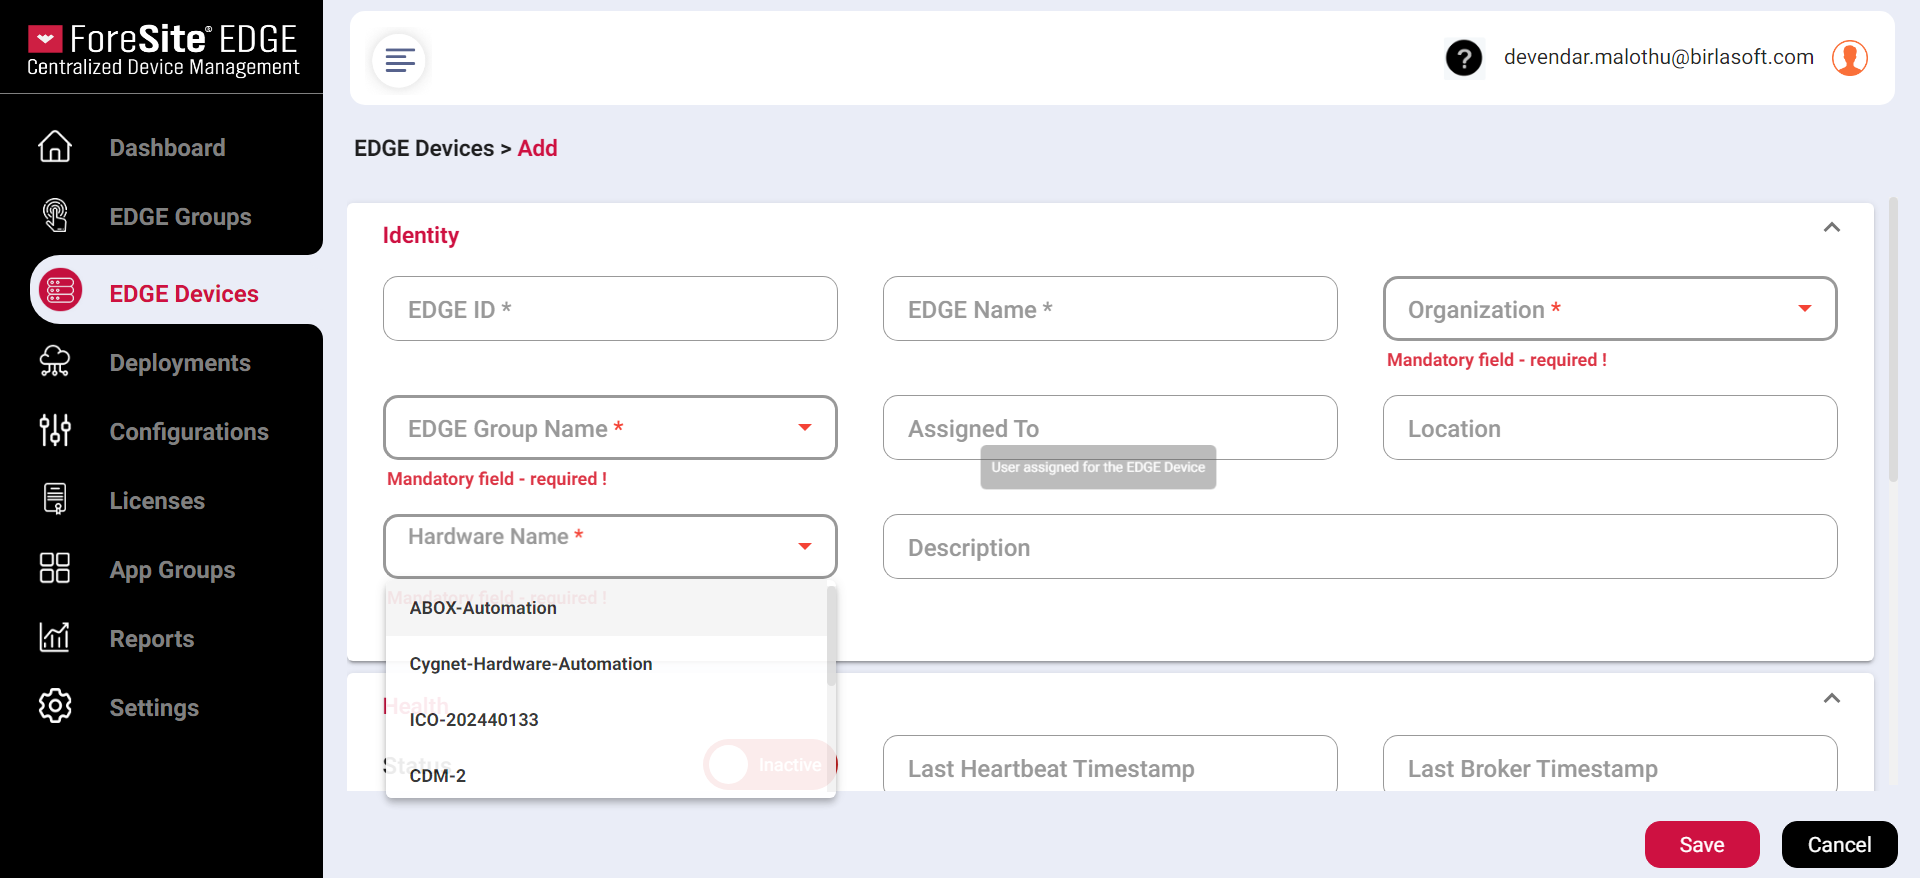 ForeSite® EDGE
Centralized Device Management
?
devendar.malothu@birlasoft.com
Dashboard
EDGE Groups
EDGE Devices
Deployments
Configurations
Licenses
App Groups
Reports
Settings
EDGE Devices > Add
Identity
EDGE ID *
EDGE Name *
Organization *
Mandatory field - required !
EDGE Group Name *
Assigned To
Location
User assigned for the EDGE Device
Mandatory field - required !
Hardware Name *
Description
Mandatory field - required !
ABOX-Automation
Cygnet-Hardware-Automation
Health
ICO-202440133
Status
Inactive
CDM-2
Last Heartbeat Timestamp
Last Broker Timestamp
Save
Cancel